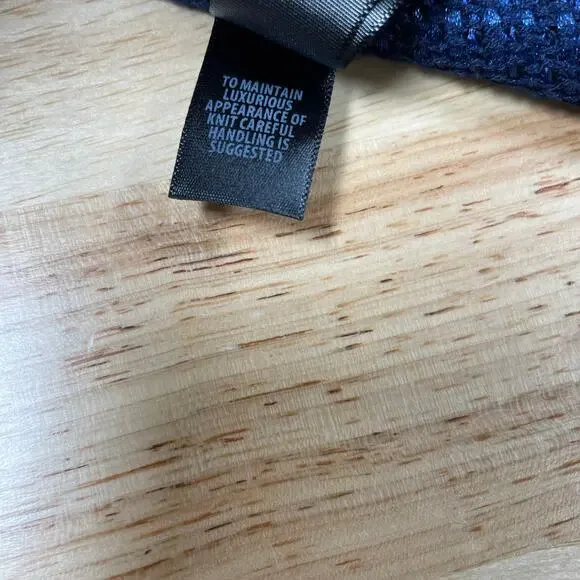 TO MAINTAIN
LUXURIOUS
APPEARANCE OF
KNIT CAREFUL
HANDLING IS
SUGGESTED